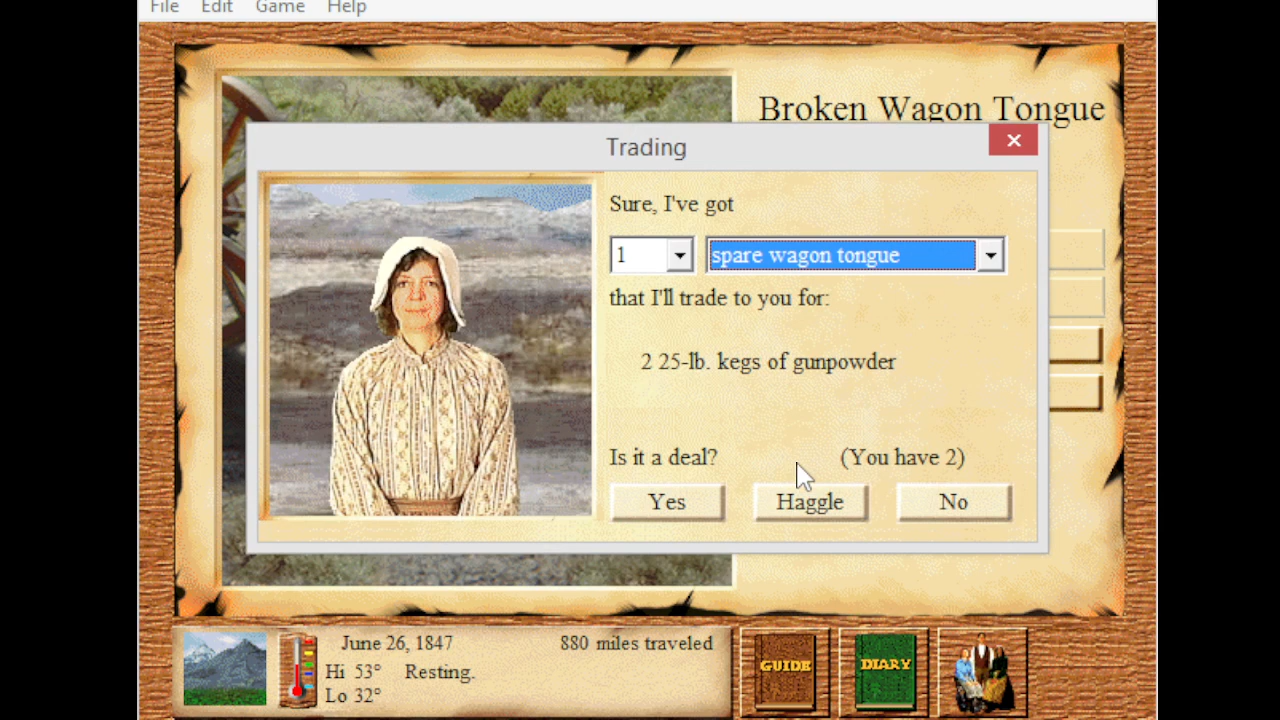 File Edit Game Help
Broken Wagon Tongue
Trading
Sure, I've got
1 spare wagon tongue
that I'll trade to you for:
2 25-lb. kegs of gunpowder
Is it a deal? (You have 2)
Yes Haggle No
June 26, 1847 880 miles traveled
Hi 53° Resting.
Lo 32°
GUIDE DIARY